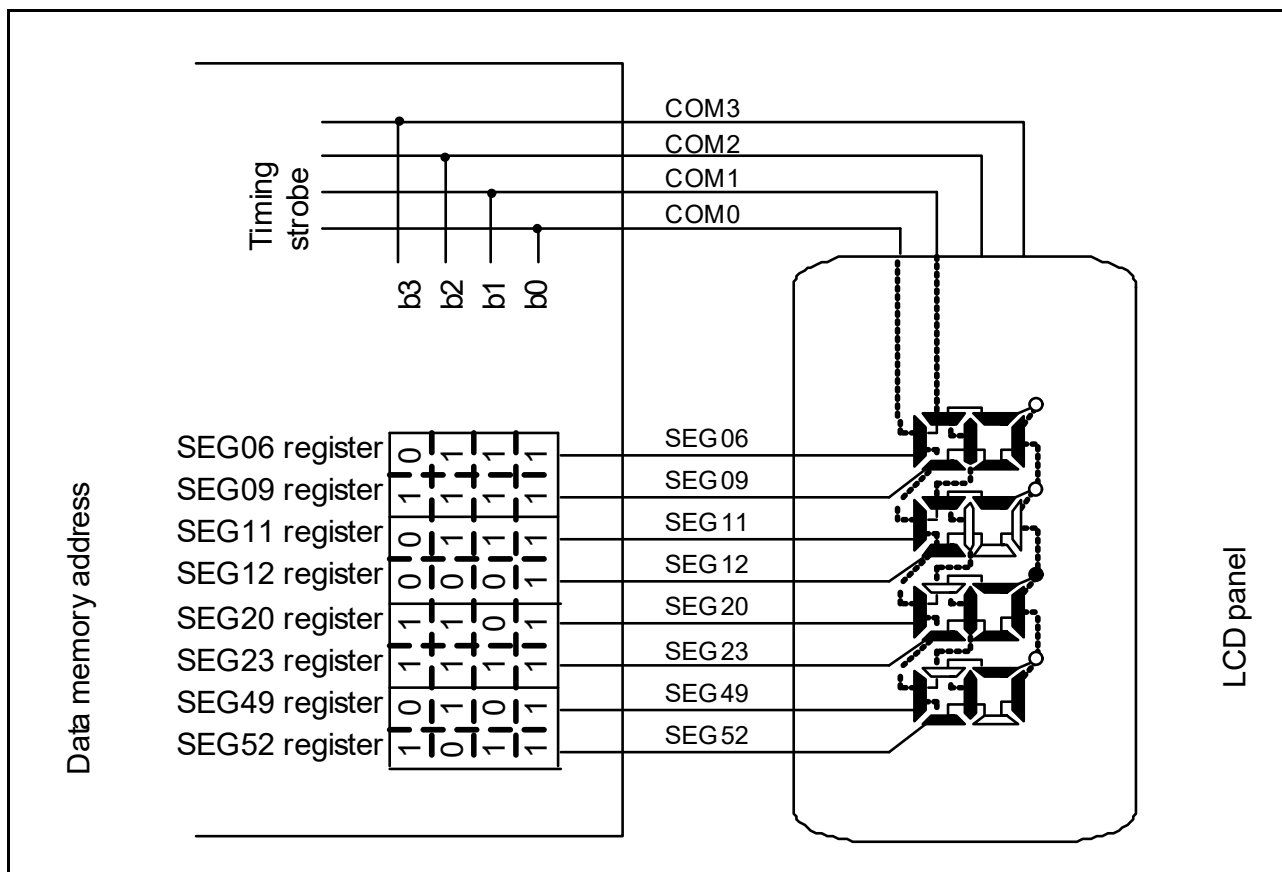 COM3
COM2
COM1
COM0
Timing
strobe
b3 b2 b1 b0
Data memory address
SEG06 register 0 1 1 1 SEG06
SEG09 register 1 1 1 1 SEG09
SEG11 register 0 1 1 1 SEG11
SEG12 register 0 0 0 1 SEG12
SEG20 register 1 1 0 1 SEG20
SEG23 register 1 1 1 1 SEG23
SEG49 register 0 1 0 1 SEG49
SEG52 register 1 0 1 1 SEG52
LCD panel